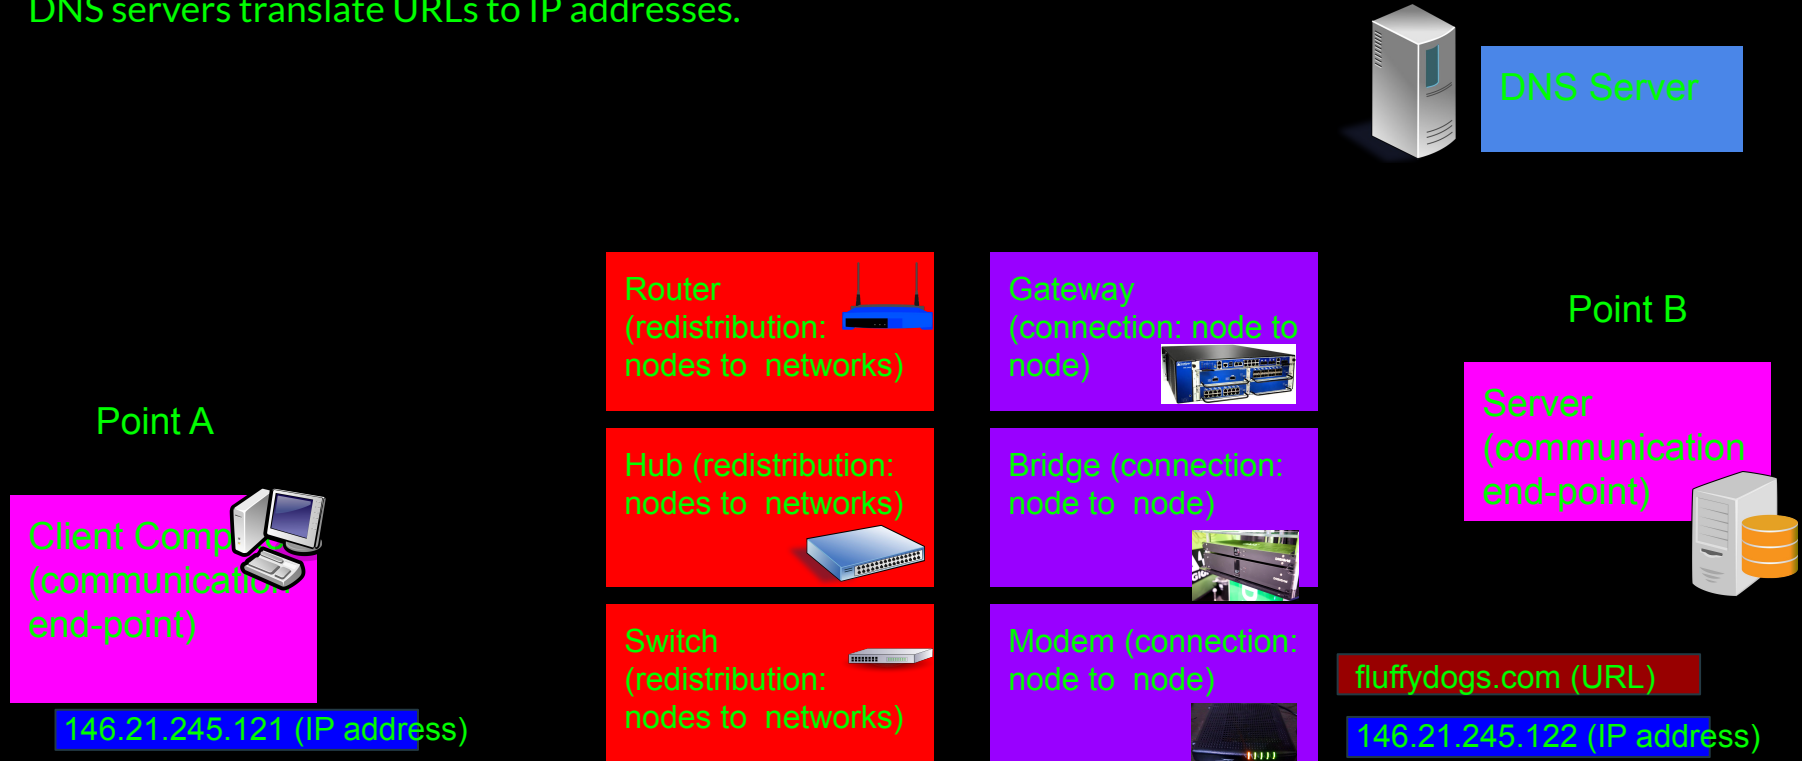 DNS servers translate URLs to IP addresses.
DNS Server
Router
(redistribution:
nodes to  networks)
Gateway
(connection: node to
node)
Point B
Server
(communication
end-point)
Point A
Hub (redistribution:
nodes to  networks)
Bridge (connection:
node to  node)
Client Comp
(communication
end-point)
Switch
(redistribution:
nodes to  networks)
Modem (connection:
node to  node)
fluffydogs.com (URL)
146.21.245.121 (IP address)
146.21.245.122 (IP address)